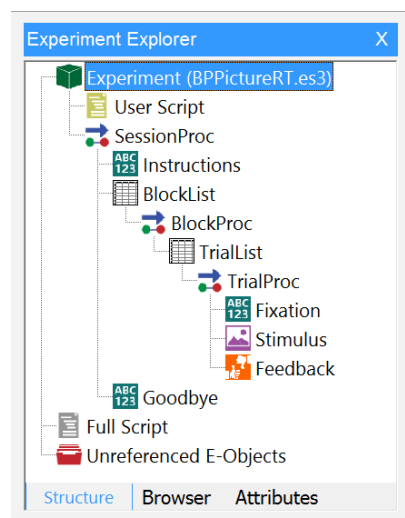 Experiment Explorer X
Experiment (BPPictureRT.es3)
User Script
SessionProc
ABC
123 Instructions
BlockList
BlockProc
TrialList
TrialProc
ABC
123 Fixation
Stimulus
Feedback
ABC
123 Goodbye
Full Script
Unreferenced E-Objects
Structure Browser Attributes